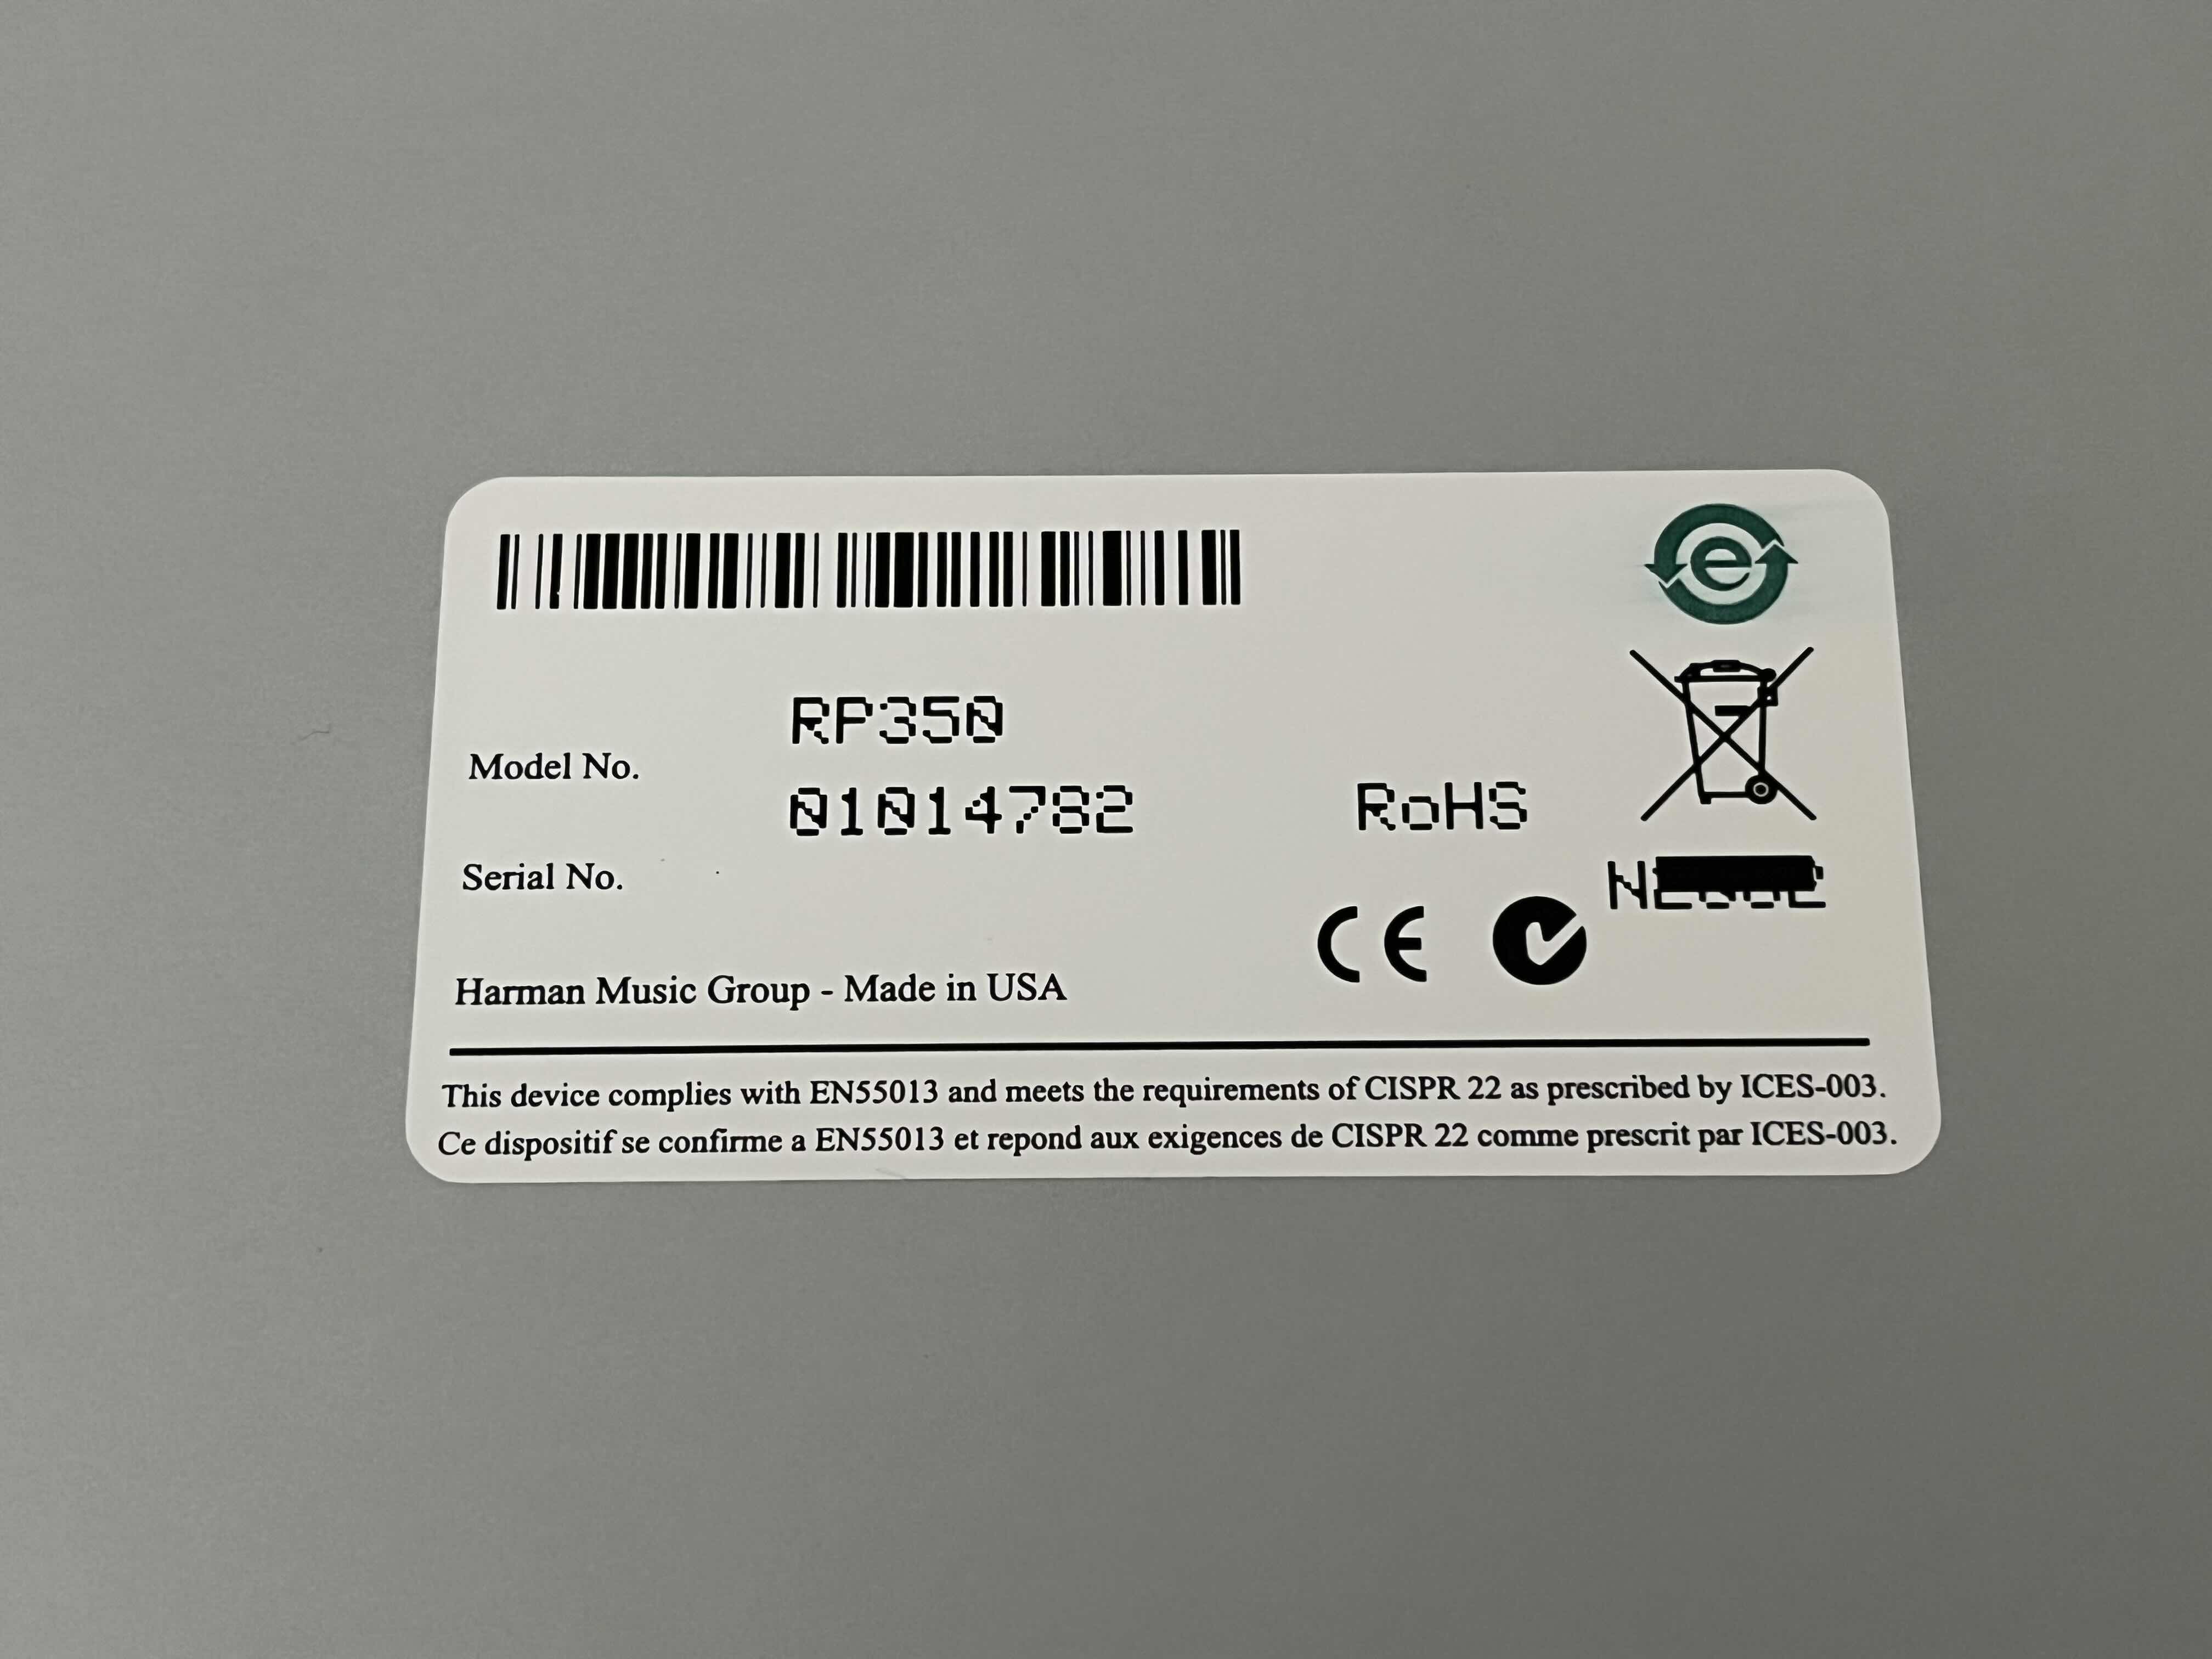 RP350
Model No.
01014782
RoHS
Serial No.
CE
Harman Music Group - Made in USA
This device complies with EN55013 and meets the requirements of CISPR 22 as prescribed by ICES-003.
Ce dispositif se confirme a EN55013 et repond aux exigences de CISPR 22 comme prescrit par ICES-003.